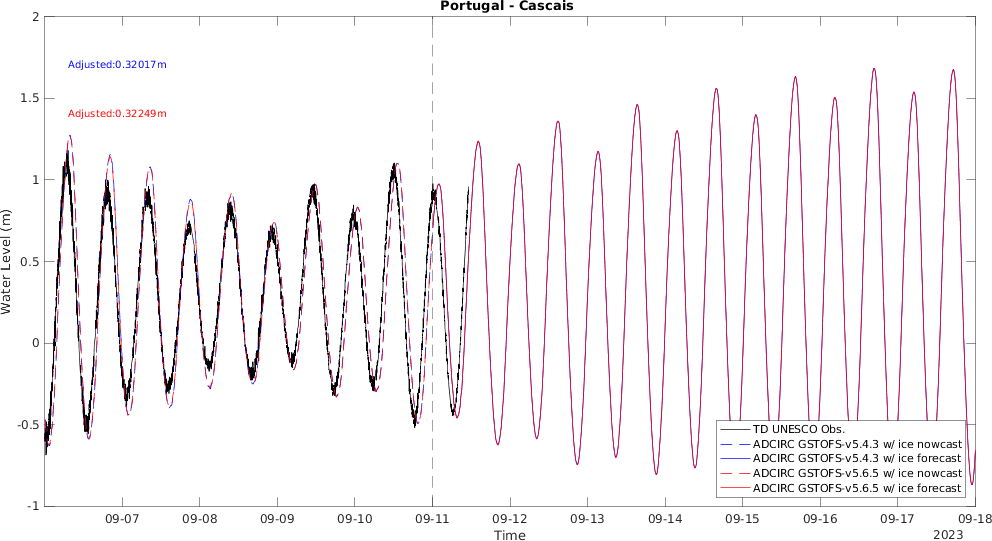 Portugal - Cascais
Adjusted:0.32017m
Adjusted:0.32249m
Water Level (m)
2
1.5
1
0.5
0
-0.5
-1
TD UNESCO Obs.
ADCIRC GSTOFS-v5.4.3 w/ ice nowcast
ADCIRC GSTOFS-v5.4.3 w/ ice forecast
ADCIRC GSTOFS-v5.6.5 w/ ice nowcast
ADCIRC GSTOFS-v5.6.5 w/ ice forecast
09-07 09-08 09-09 09-10 09-11 09-12 09-13 09-14 09-15 09-16 09-17 09-18
Time
2023